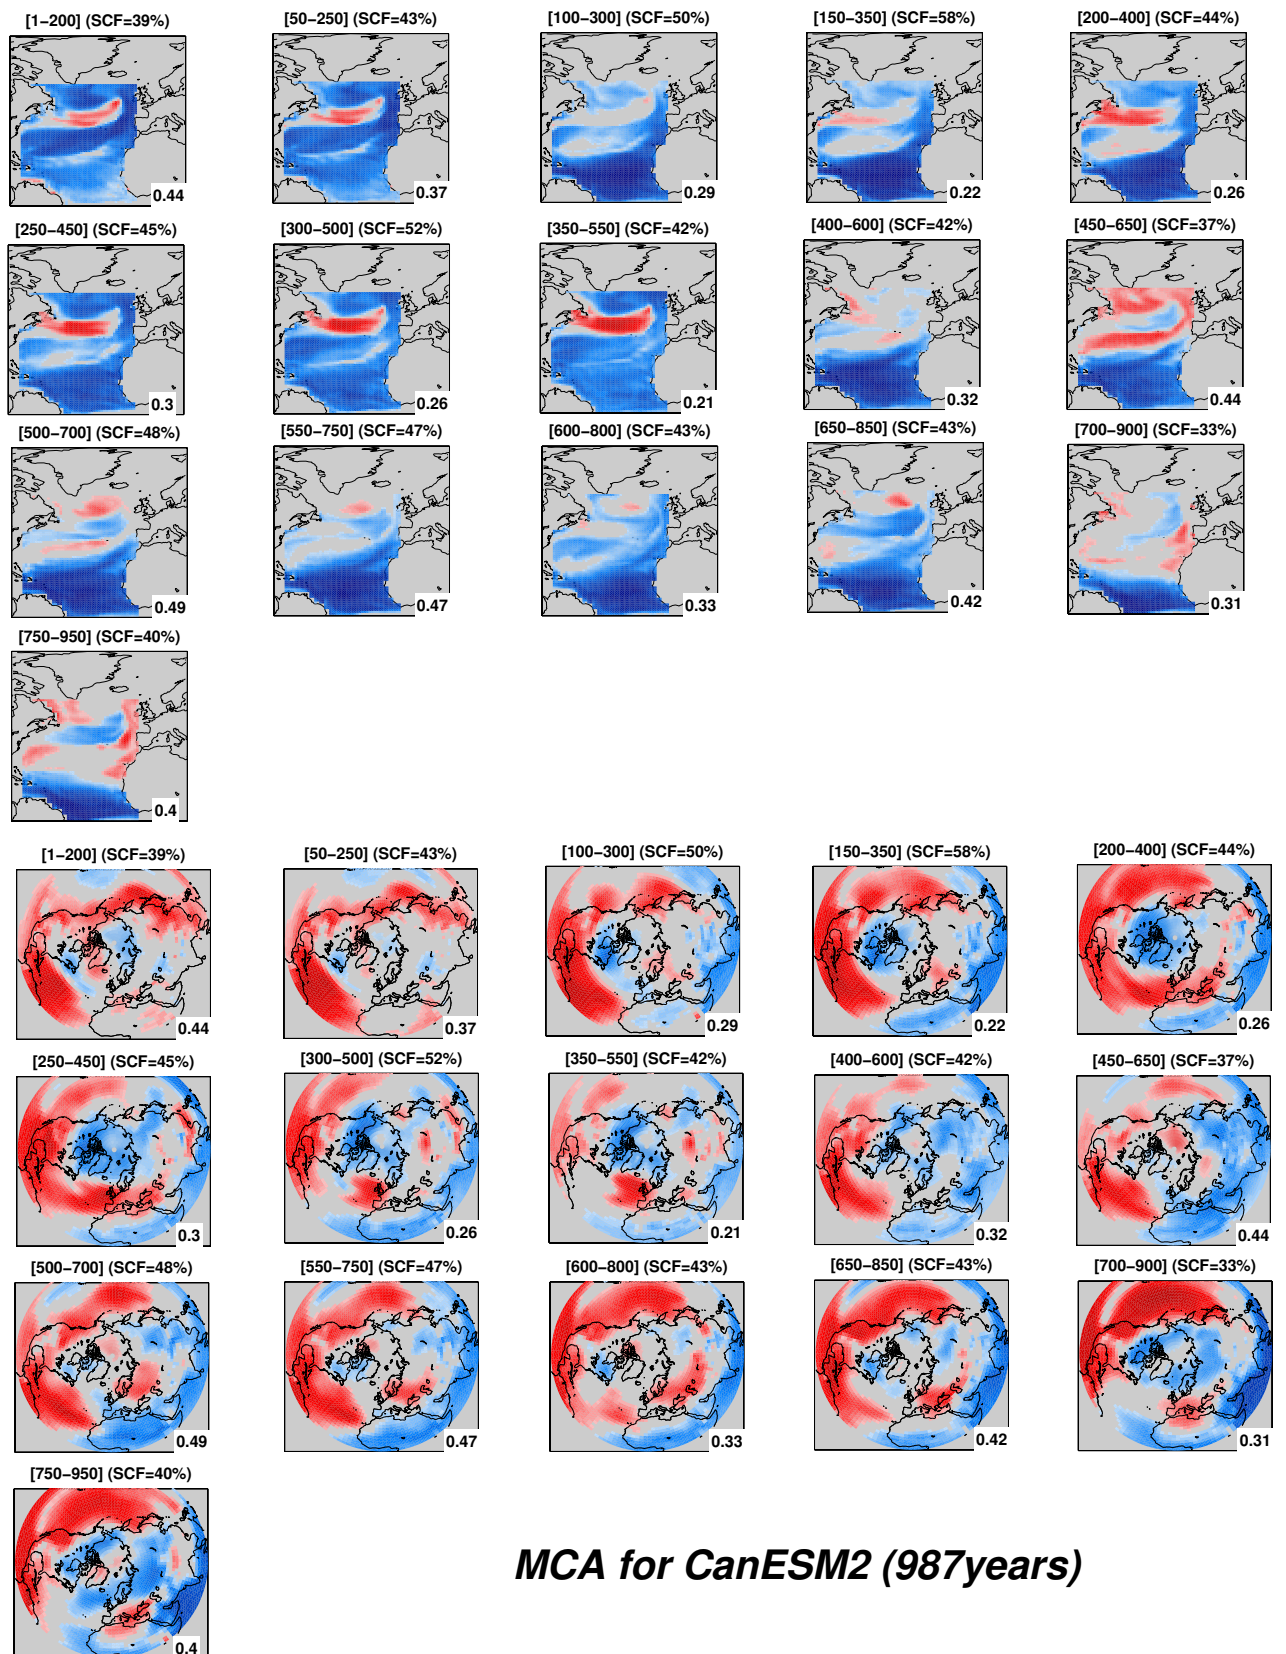 [1−200] (SCF=39%) [50−250] (SCF=43%) [100−300] (SCF=50%) [150−350] (SCF=58%) [200−400] (SCF=44%)
0.44 0.37 0.29 0.22 0.26
[250−450] (SCF=45%) [300−500] (SCF=52%) [350−550] (SCF=42%) [400−600] (SCF=42%) [450−650] (SCF=37%)
0.3 0.26 0.21 0.32 0.44
[500−700] (SCF=48%) [550−750] (SCF=47%) [600−800] (SCF=43%) [650−850] (SCF=43%) [700−900] (SCF=33%)
0.49 0.47 0.33 0.42 0.31
[750−950] (SCF=40%)
0.4
[1−200] (SCF=39%) [50−250] (SCF=43%) [100−300] (SCF=50%) [150−350] (SCF=58%) [200−400] (SCF=44%)
0.44 0.37 0.29 0.22 0.26
[250−450] (SCF=45%) [300−500] (SCF=52%) [350−550] (SCF=42%) [400−600] (SCF=42%) [450−650] (SCF=37%)
0.3 0.26 0.21 0.32 0.44
[500−700] (SCF=48%) [550−750] (SCF=47%) [600−800] (SCF=43%) [650−850] (SCF=43%) [700−900] (SCF=33%)
0.49 0.47 0.33 0.42 0.31
[750−950] (SCF=40%)
MCA for CanESM2 (987years)
0.4